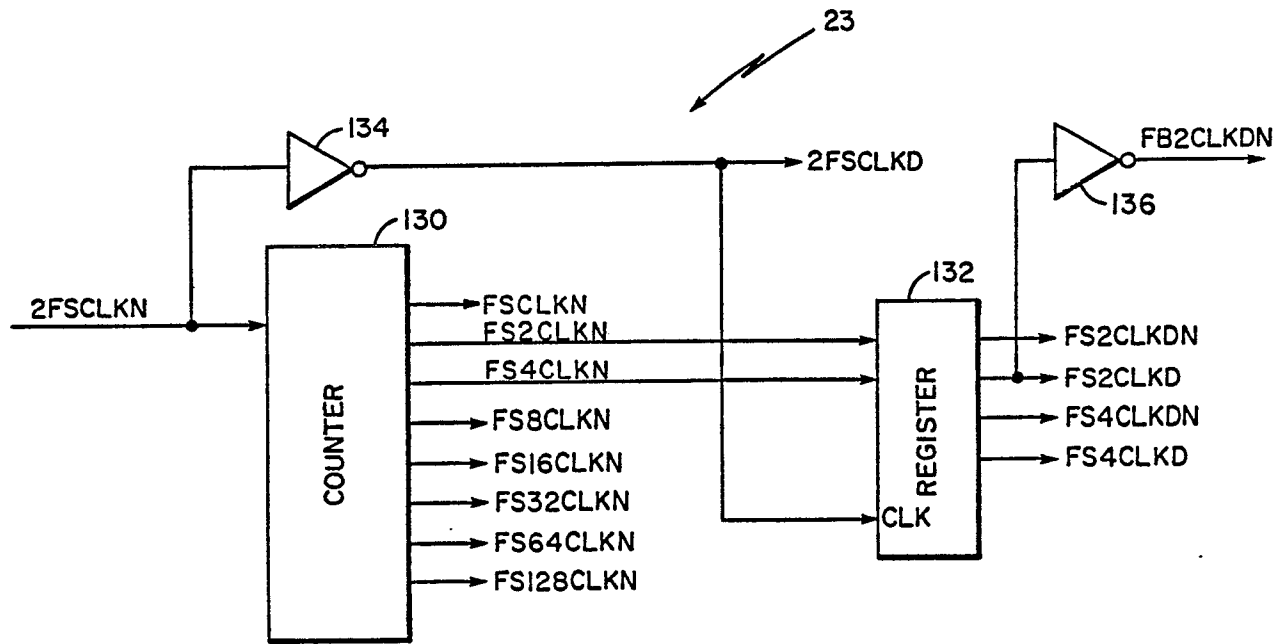 23
134
2FSCLKD
FB2CLKDN
136
130
2FSCLKN
COUNTER
FSCLKN
FS2CLKN
FS4CLKN
FS8CLKN
FS16CLKN
FS32CLKN
FS64CLKN
FS128CLKN
132
REGISTER
CLK
FS2CLKDN
FS2CLKD
FS4CLKDN
FS4CLKD